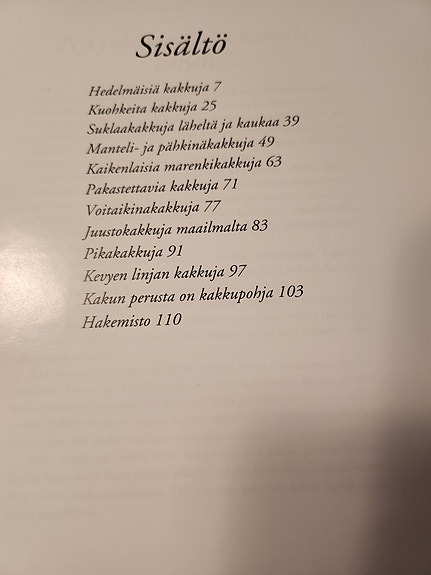 Sisältö
Hedelmäisiä kakkuja 7
Kuohkeita kakkuja 25
Suklaakakkuja läheltä ja kaukaa 39
Manteli- ja pähkinäkakkuja 49
Kaikenlaisia marenkikakkuja 63
Pakastettavia kakkuja 71
Voitaikinakakkuja 77
Juustokakkuja maailmalta 83
Pikakakkuja 91
Kevyen linjan kakkuja 97
Kakun perusta on kakkupohja 103
Hakemisto 110